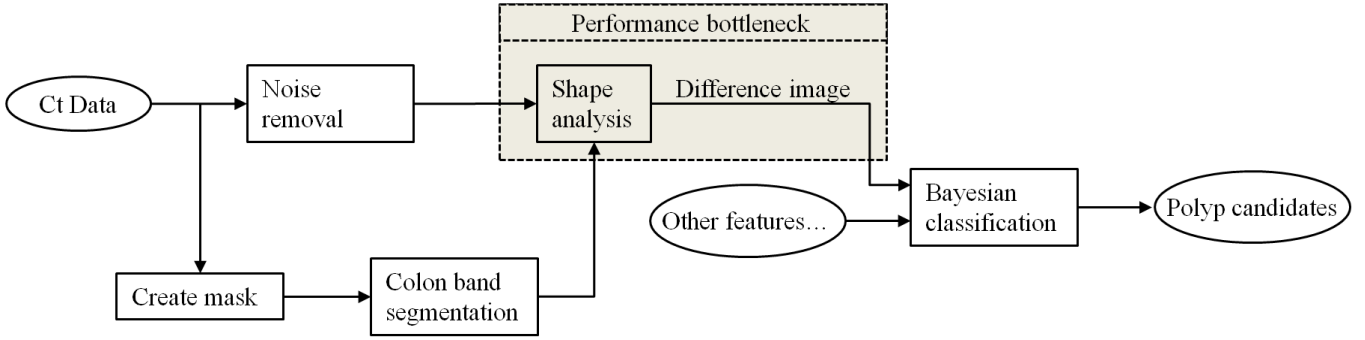 Performance bottleneck
Ct Data
Noise
removal
Shape
analysis
Difference image
Other features...
Bayesian
classification
Polyp candidates
Create mask
Colon band
segmentation